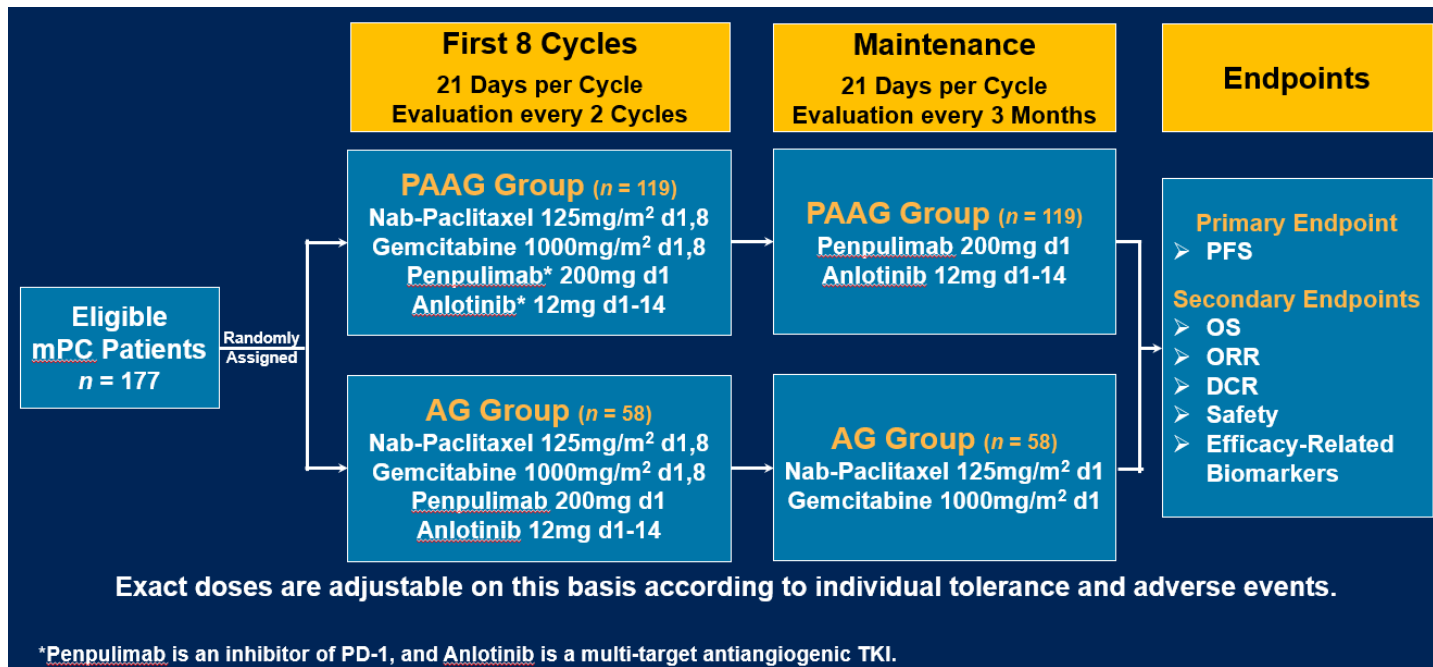 First 8 Cycles
21 Days per Cycle
Evaluation every 2 Cycles
Maintenance
21 Days per Cycle
Evaluation every 3 Months
Endpoints
Eligible
mPC Patients
n = 177
Randomly
Assigned
PAAG Group (n = 119)
Nab-Paclitaxel 125mg/m² d1,8
Gemcitabine 1000mg/m² d1,8
Penpulimab* 200mg d1
Anlotinib* 12mg d1-14
PAAG Group (n = 119)
Penpulimab 200mg d1
Anlotinib 12mg d1-14
AG Group (n = 58)
Nab-Paclitaxel 125mg/m² d1,8
Gemcitabine 1000mg/m² d1,8
Penpulimab 200mg d1
Anlotinib 12mg d1-14
AG Group (n = 58)
Nab-Paclitaxel 125mg/m² d1
Gemcitabine 1000mg/m² d1
Primary Endpoint
➢ PFS
Secondary Endpoints
➢ OS
➢ ORR
➢ DCR
➢ Safety
➢ Efficacy-Related
Biomarkers
Exact doses are adjustable on this basis according to individual tolerance and adverse events.
*Penpulimab is an inhibitor of PD-1, and Anlotinib is a multi-target antiangiogenic TKI.